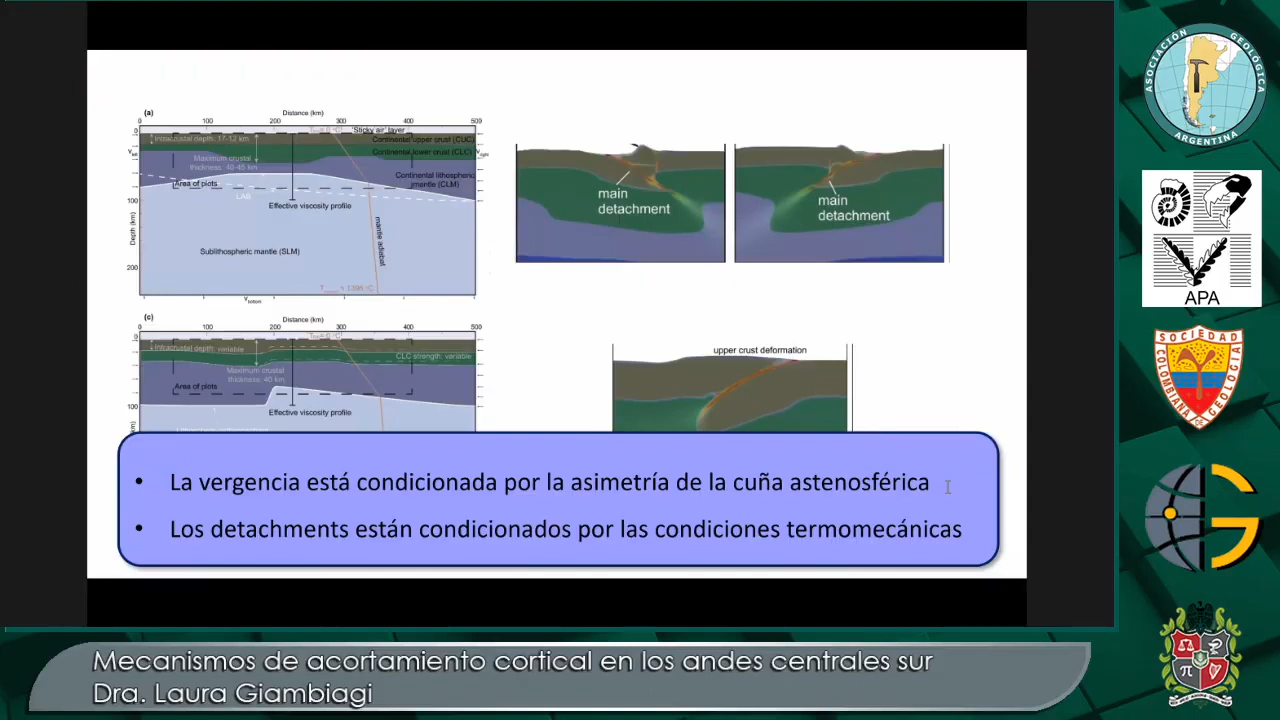 (a)
Distance (km)
0 100 200 300 400 500
'Sticky air' layer
Intracrustal depth: 17-12 km
Continental upper crust (CUC)
Continental lower crust (CLC)
Maximum crustal
thickness: 40-45 km
Continental lithospheric
mantle (CLM)
Area of plots
LAB
100
Effective viscosity profile
Depth (km)
mantle adiabat
Sublithospheric mantle (SLM)
200
main
detachment
main
detachment
(c)
Distance (km)
0 100 200 300 400 500
Intracrustal depth: variable
CLC strength: variable
Maximum crustal
thickness: 40 km
Area of plots
100
Effective viscosity profile
upper crust deformation
• La vergencia está condicionada por la asimetría de la cuña astenosférica
• Los detachments están condicionados por las condiciones termomecánicas
Mecanismos de acortamiento cortical en los andes centrales sur
Dra. Laura Giambiagi
ASOCIACIÓN GEOLÓGICA
ARGENTINA
APA
SOCIEDAD
COLOMBIANA DE GEOLOGIA